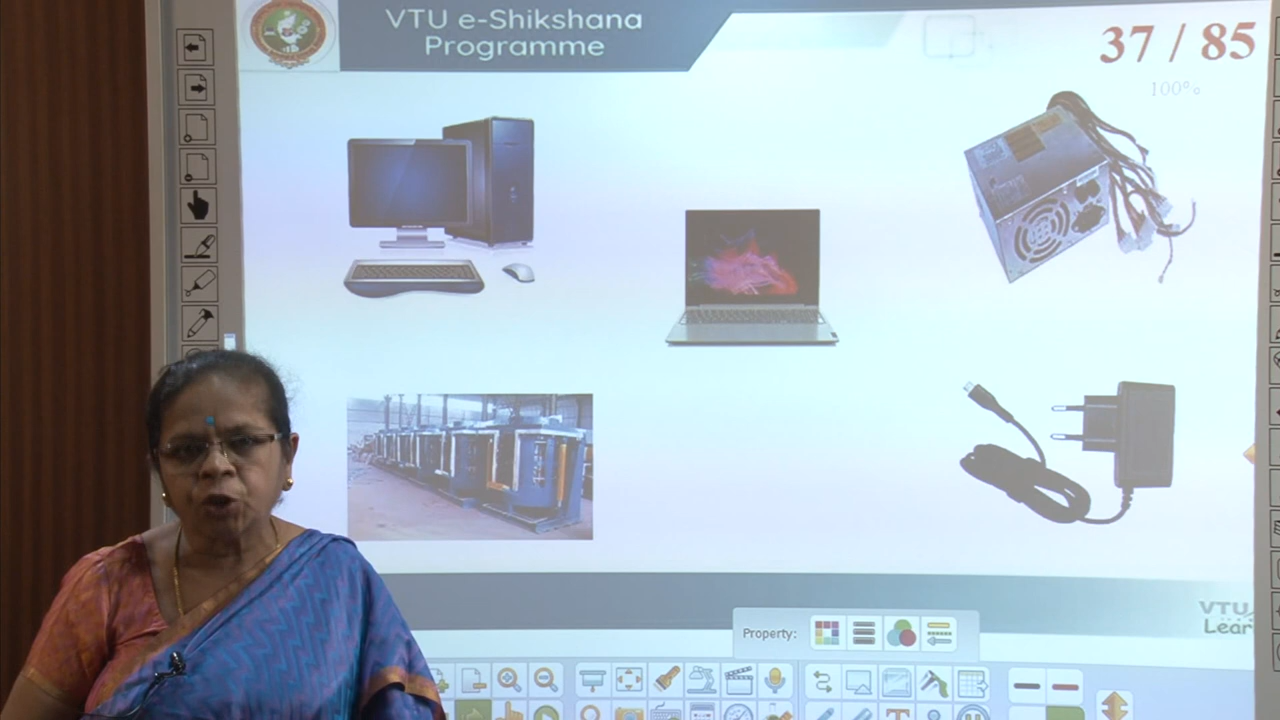 VTU e-Shikshana
Programme
37 / 85
100%
VTU
Lear
Property: